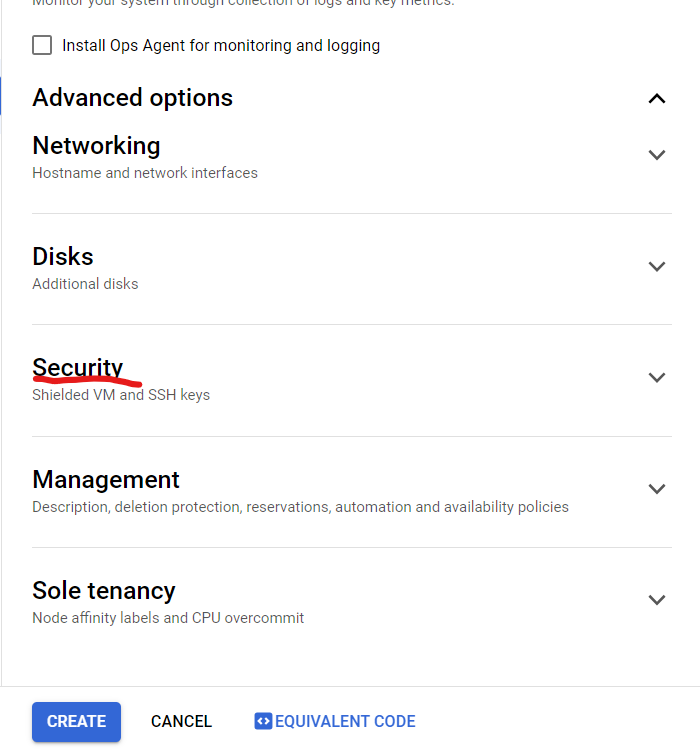 Monitor your system through collection of logs and key metrics.
Install Ops Agent for monitoring and logging
Advanced options
Networking
Hostname and network interfaces
Disks
Additional disks
Security
Shielded VM and SSH keys
Management
Description, deletion protection, reservations, automation and availability policies
Sole tenancy
Node affinity labels and CPU overcommit
CREATE CANCEL EQUIVALENT CODE